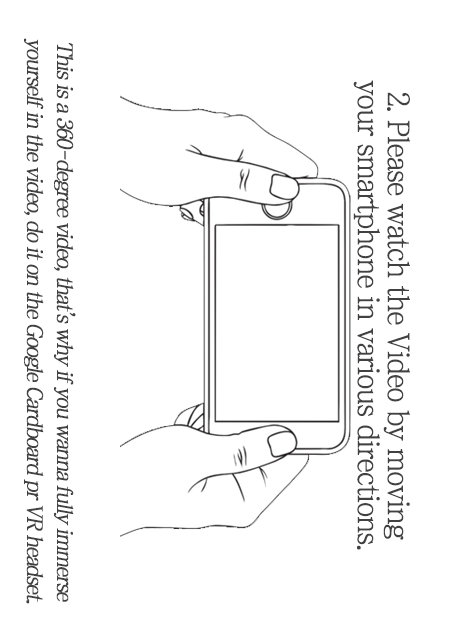 2. Please watch the Video by moving
your smartphone in various directions.
This is a 360-degree video, that's why if you wanna fully immerse
yourself in the video, do it on the Google Cardboard pr VR headset.